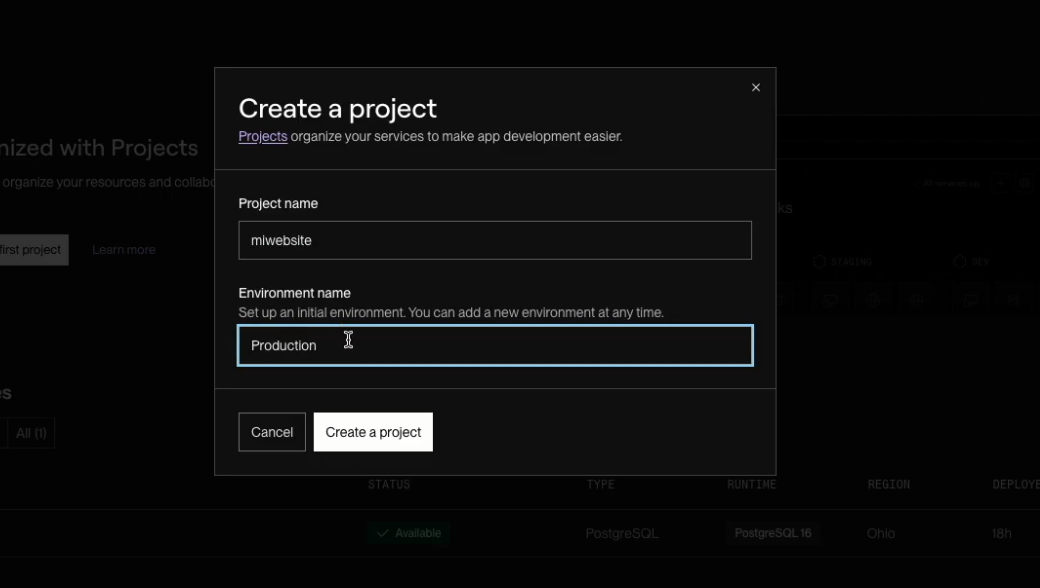 Create a project
Projects organize your services to make app development easier.
nized with Projects
organize your resources and collabo
first project
Learn more
Project name
miwebsite
ks
STAGING
DEV
Environment name
Set up an initial environment. You can add a new environment at any time.
Production
es
All (1)
Cancel
Create a project
STATUS
TYPE
RUNTIME
REGION
DEPLOYE
Available
PostgreSQL
PostgreSQL 16
Ohio
18h